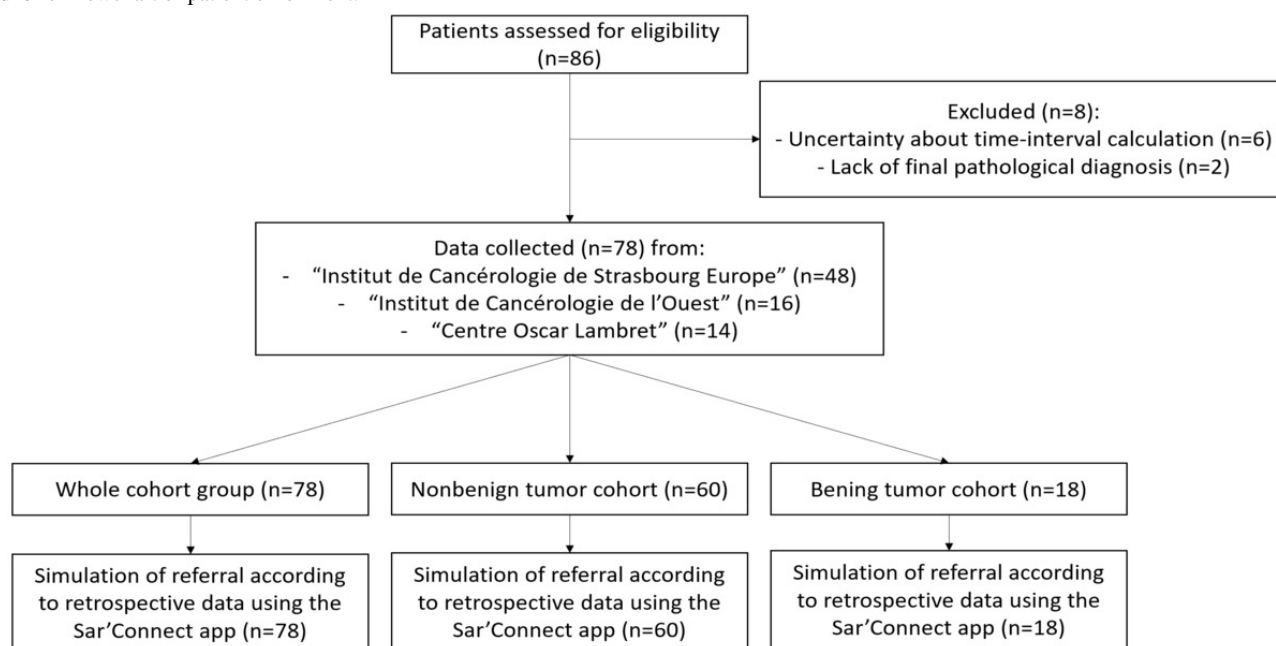 Patients assessed for eligibility
(n=86)
Excluded (n=8):
- Uncertainty about time-interval calculation (n=6)
- Lack of final pathological diagnosis (n=2)
Data collected (n=78) from:
- “Institut de Cancérologie de Strasbourg Europe” (n=48)
- “Institut de Cancérologie de l’Ouest” (n=16)
- “Centre Oscar Lambret” (n=14)
Whole cohort group (n=78)
Nonbenign tumor cohort (n=60)
Bening tumor cohort (n=18)
Simulation of referral according
to retrospective data using the
Sar’Connect app (n=78)
Simulation of referral according
to retrospective data using the
Sar’Connect app (n=60)
Simulation of referral according
to retrospective data using the
Sar’Connect app (n=18)